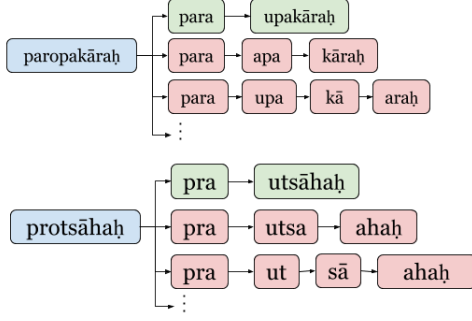 para upakāraḥ
paropakāraḥ para apa kāraḥ
para upa kā araḥ
⋮
pra utsāhaḥ
protsāhaḥ pra utsa ahaḥ
pra ut sā ahaḥ
⋮